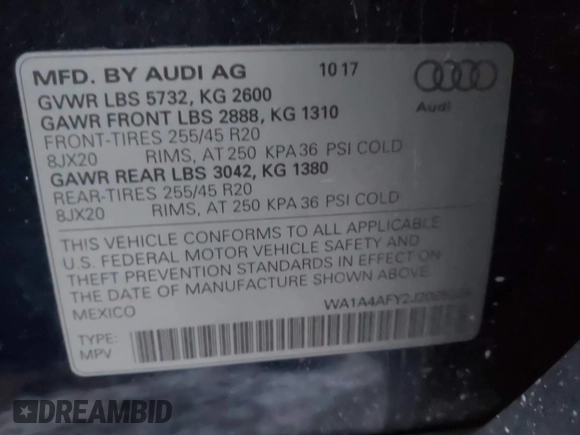 MFD. BY AUDI AG 10 17
GVWR LBS 5732, KG 2600
GAWR FRONT LBS 2888, KG 1310
FRONT-TIRES 255/45 R20
8JX20 RIMS, AT 250 KPA 36 PSI COLD
GAWR REAR LBS 3042, KG 1380
REAR-TIRES 255/45 R20
8JX20 RIMS, AT 250 KPA 36 PSI COLD
Audi
THIS VEHICLE CONFORMS TO ALL APPLICABLE
U.S. FEDERAL MOTOR VEHICLE SAFETY AND
THEFT PREVENTION STANDARDS IN EFFECT ON
THE DATE OF MANUFACTURE SHOWN ABOVE.
MEXICO
TYPE:
MPV
DREAMBID